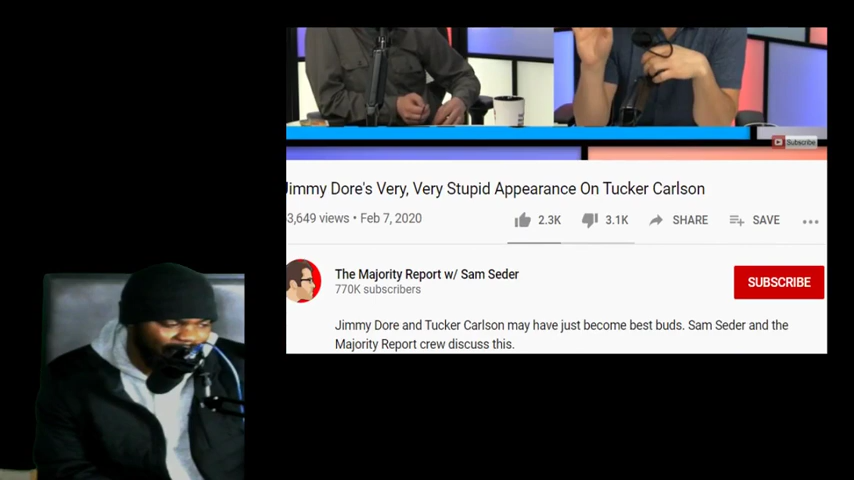 Subscribe
Jimmy Dore's Very, Very Stupid Appearance On Tucker Carlson
3,649 views • Feb 7, 2020
2.3K
3.1K
SHARE
SAVE
The Majority Report w/ Sam Seder
770K subscribers
SUBSCRIBE
Jimmy Dore and Tucker Carlson may have just become best buds. Sam Seder and the
Majority Report crew discuss this.